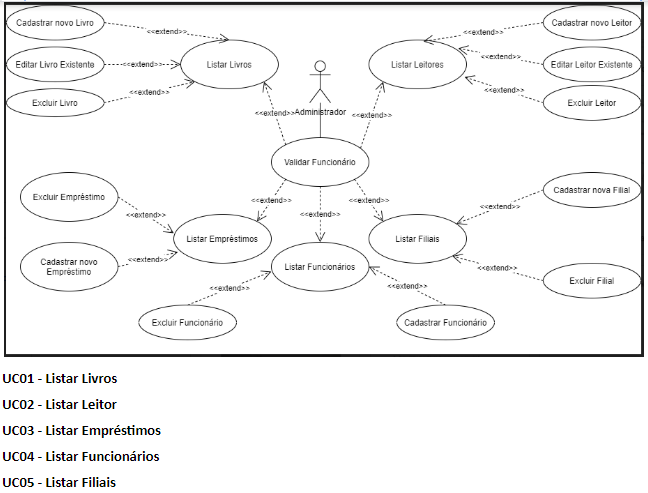 Cadastrar novo Livro
<<extend>>
Editar Livro Existente
<<extend>>
Excluir Livro
<<extend>>
Listar Livros
Cadastrar novo Leitor
<<extend>>
Editar Leitor Existente
<<extend>>
Excluir Leitor
<<extend>>
Listar Leitores
Administrador
<<extend>>
<<extend>>
Validar Funcionário
<<extend>>
<<extend>>
<<extend>>
Excluir Empréstimo
<<extend>>
Cadastrar novo
Empréstimo
<<extend>>
Listar Empréstimos
Listar Funcionários
Listar Filiais
Cadastrar nova Filial
<<extend>>
Excluir Filial
<<extend>>
Excluir Funcionário
<<extend>>
Cadastrar Funcionário
<<extend>>
UC01 - Listar Livros
UC02 - Listar Leitor
UC03 - Listar Empréstimos
UC04 - Listar Funcionários
UC05 - Listar Filiais